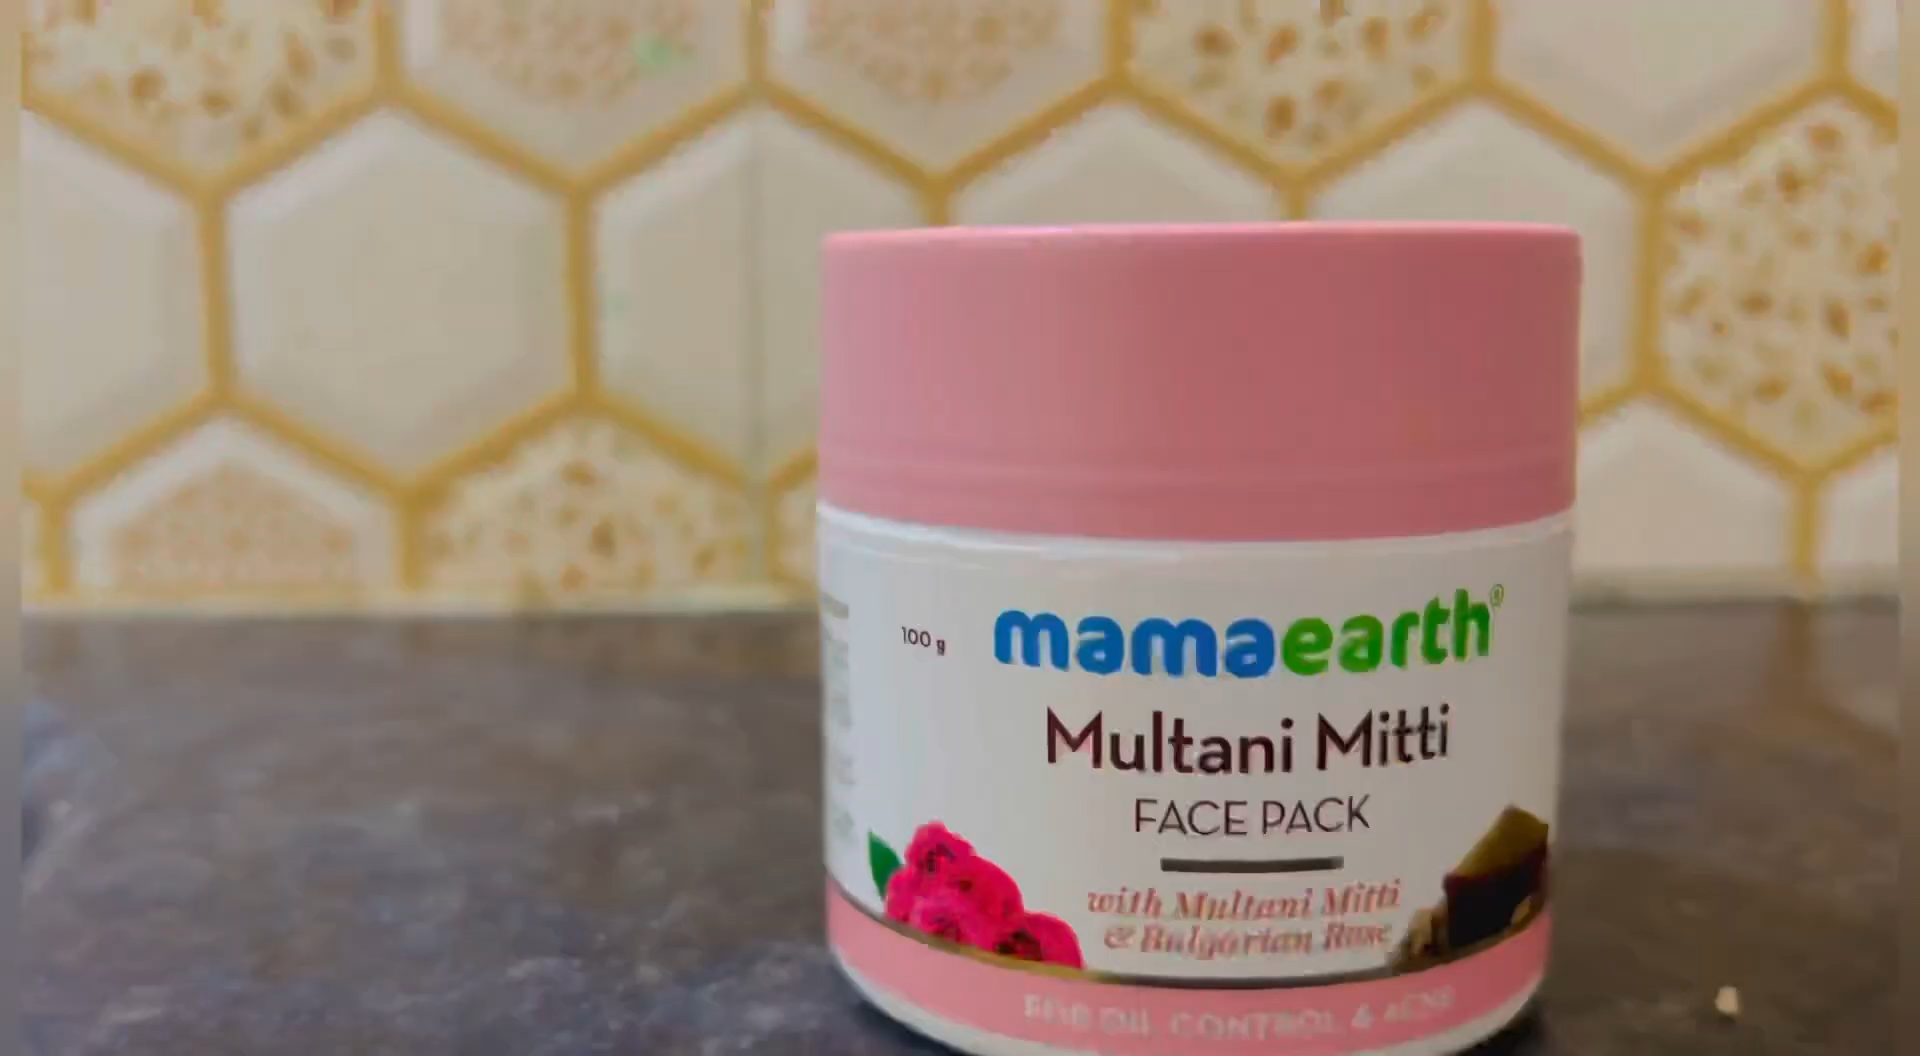 100 g
mamaearth®
Multani Mitti
FACE PACK
with Multani Mitti
& Bulgarian Rose
FOR OIL CONTROL & ACNE